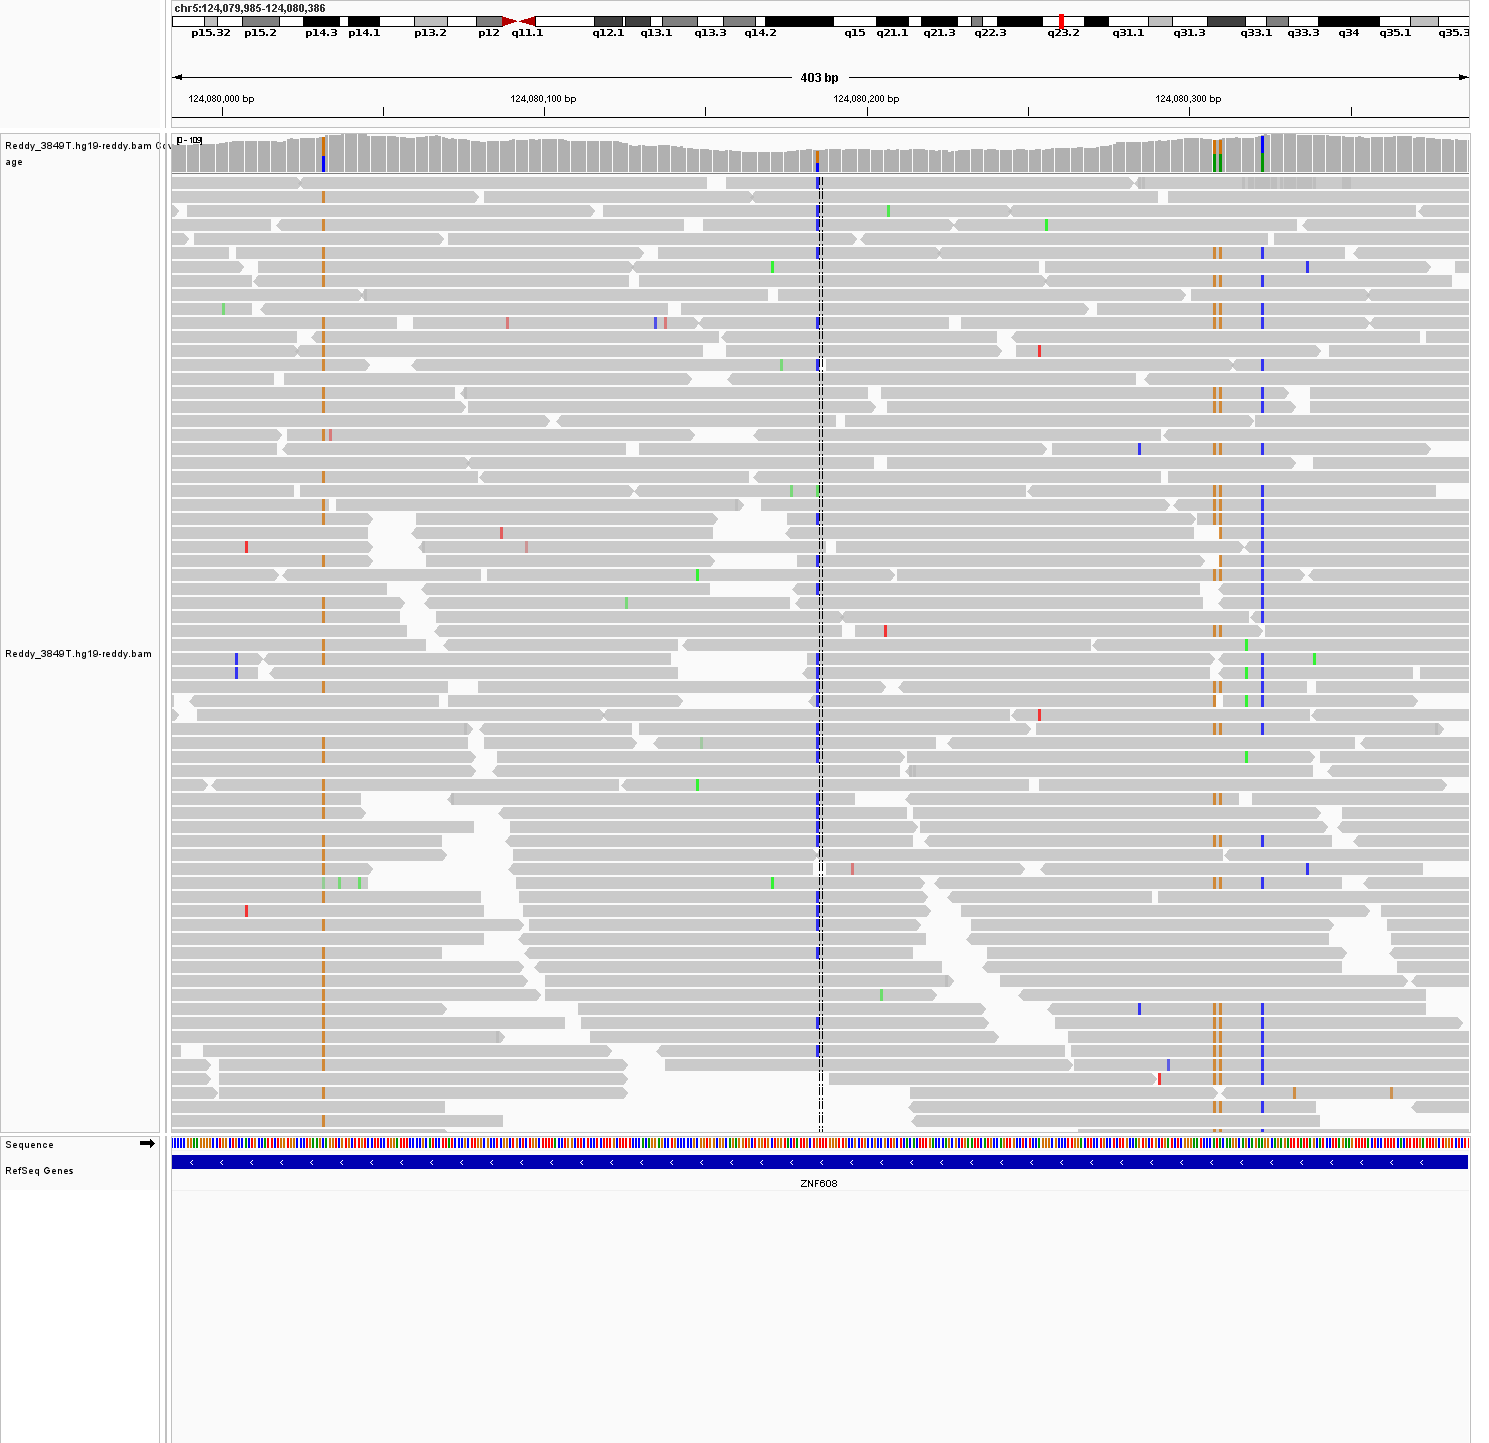 chr5:124,079,985-124,080,386
p15.32 p15.2 p14.3 p14.1 p13.2 p12 q11.1 q12.1 q13.1 q13.3 q14.2 q15 q21.1 q21.3 q22.3 q23.2 q31.1 q31.3 q33.1 q33.3 q34 q35.1 q35.3
403 bp
124,080,000 bp 124,080,100 bp 124,080,200 bp 124,080,300 bp
Reddy_3849T.hg19-reddy.bam Cov
age
Reddy_3849T.hg19-reddy.bam
Sequence
RefSeq Genes
ZNF608